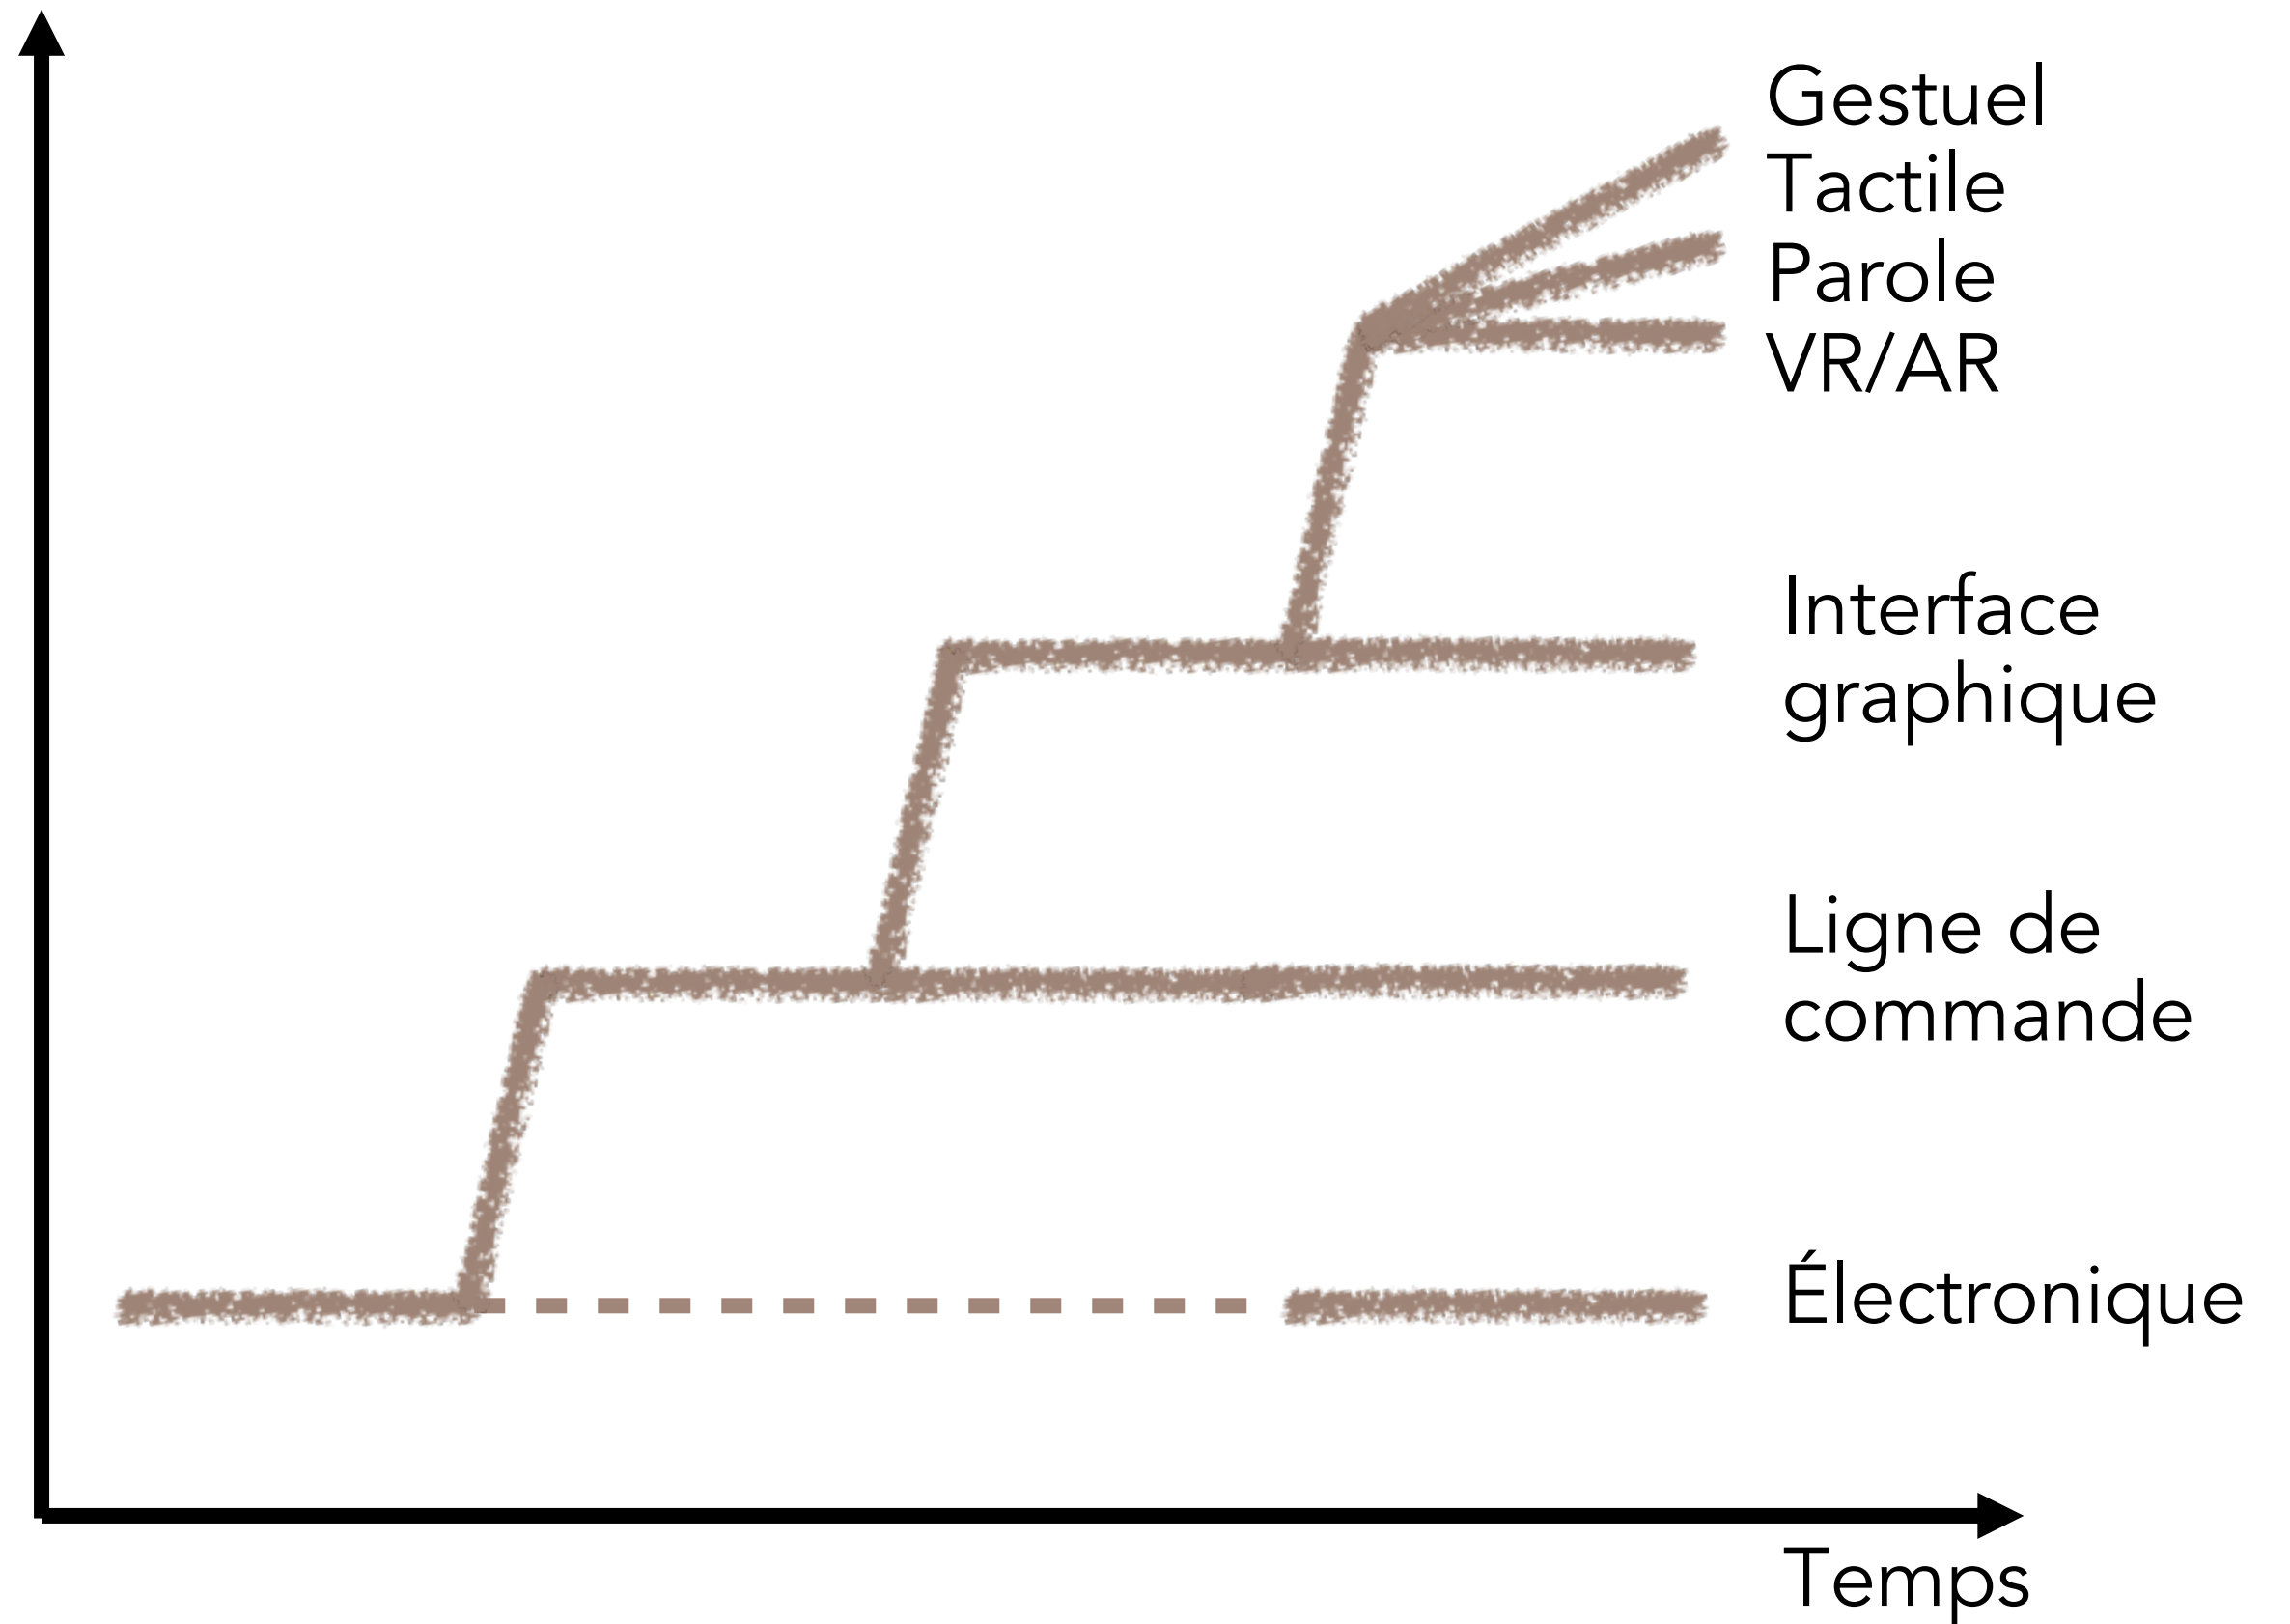 Gestuel
Tactile
Parole
VR/AR
Interface
graphique
Ligne de
commande
Électronique
Temps